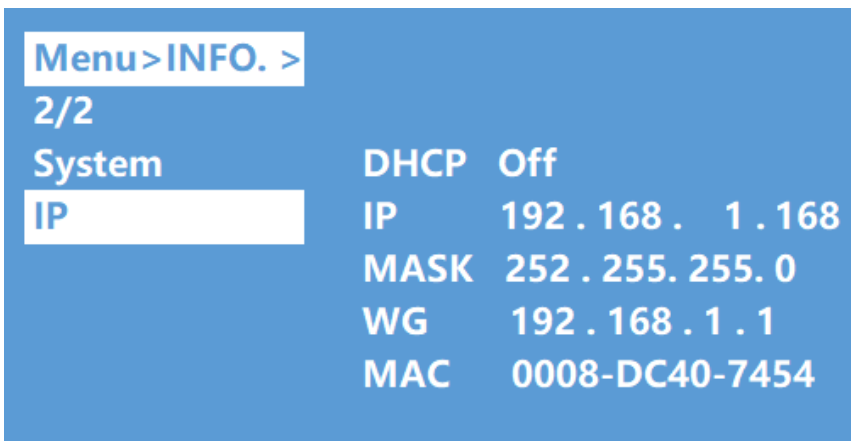 Menu>INFO. >
2/2
System DHCP Off
IP IP 192 . 168 . 1 . 168
MASK 252 . 255. 255. 0
WG 192 . 168 . 1 . 1
MAC 0008-DC40-7454